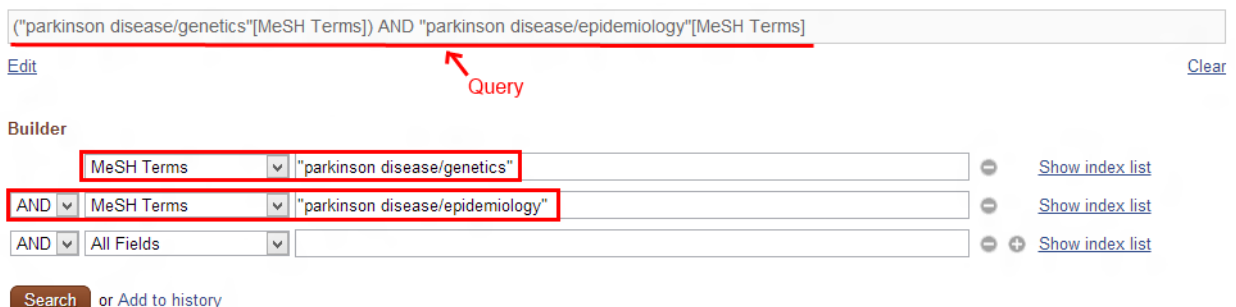 ("parkinson disease/genetics"[MeSH Terms]) AND "parkinson disease/epidemiology"[MeSH Terms]
Edit Clear
Query
Builder
MeSH Terms "parkinson disease/genetics" Show index list
AND MeSH Terms "parkinson disease/epidemiology" Show index list
AND All Fields Show index list
Search or Add to history